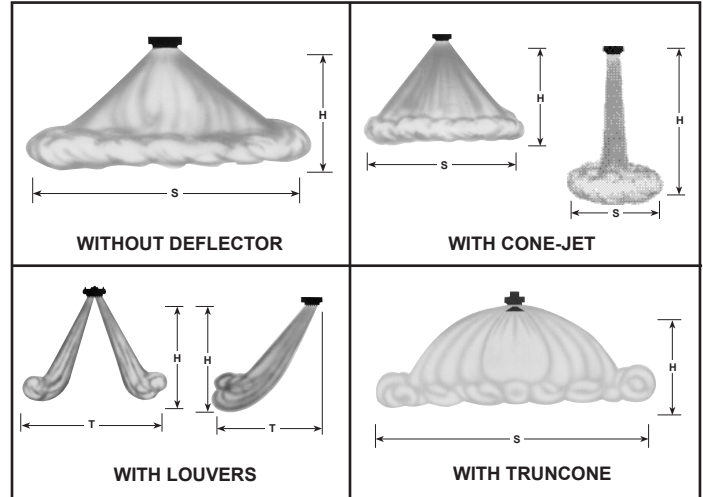 H
S
WITHOUT DEFLECTOR
H
S
H
S
WITH CONE-JET
H
T
H
T
WITH LOUVERS
H
S
WITH TRUNCONE